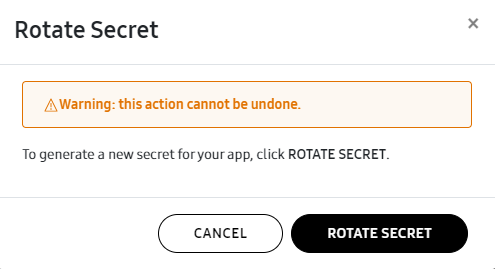 Rotate Secret
Warning: this action cannot be undone.
To generate a new secret for your app, click ROTATE SECRET.
CANCEL
ROTATE SECRET